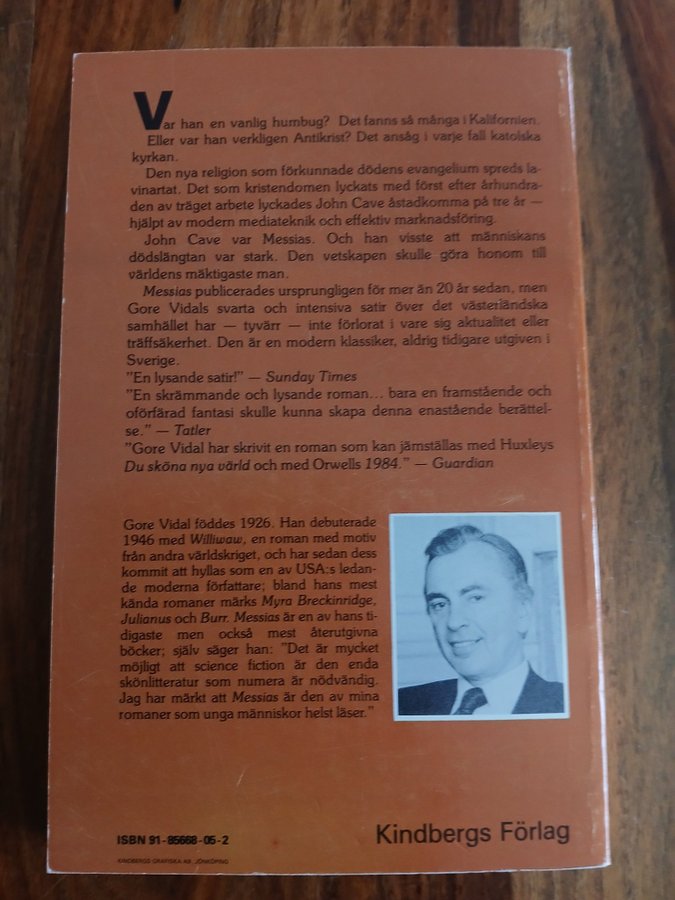 Var han en vanlig humbug? Det fanns så många i Kalifornien.
Eller var han verkligen Antikrist? Det ansåg i varje fall katolska
kyrkan.
Den nya religion som förkunnade dödens evangelium spreds la-
vinartat. Det som kristendomen lyckats med först efter århundra-
den av träget arbete lyckades John Cave åstadkomma på tre år —
hjälpt av modern mediateknik och effektiv marknadsföring.
John Cave var Messias. Och han visste att människans
dödslängtan var stark. Den vetskapen skulle göra honom till
världens mäktigaste man.
Messias publicerades ursprungligen för mer än 20 år sedan, men
Gore Vidals svarta och intensiva satir över det västerländska
samhället har — tyvärr — inte förlorat i vare sig aktualitet eller
träffsäkerhet. Den är en modern klassiker, aldrig tidigare utgiven i
Sverige.
"En lysande satir!" — Sunday Times
"En skrämmande och lysande roman... bara en framstående och
oförfärad fantasi skulle kunna skapa denna enastående berättel-
se." — Tatler
"Gore Vidal har skrivit en roman som kan jämställas med Huxleys
Du sköna nya värld och med Orwells 1984." — Guardian
Gore Vidal föddes 1926. Han debuterade
1946 med Williwaw, en roman med motiv
från andra världskriget, och har sedan dess
kommit att hyllas som en av USA:s ledan-
de moderna författare; bland hans mest
kända romaner märks Myra Breckinridge,
Julianus och Burr. Messias är en av hans ti-
digaste men också mest återutgivna
böcker; själv säger han: "Det är mycket
möjligt att science fiction är den enda
skönlitteratur som numera är nödvändig.
Jag har märkt att Messias är den av mina
romaner som unga människor helst läser."
ISBN 91-85668-05-2
KINDBERGS GRAFISKA AB, JÖNKÖPING
Kindbergs Förlag